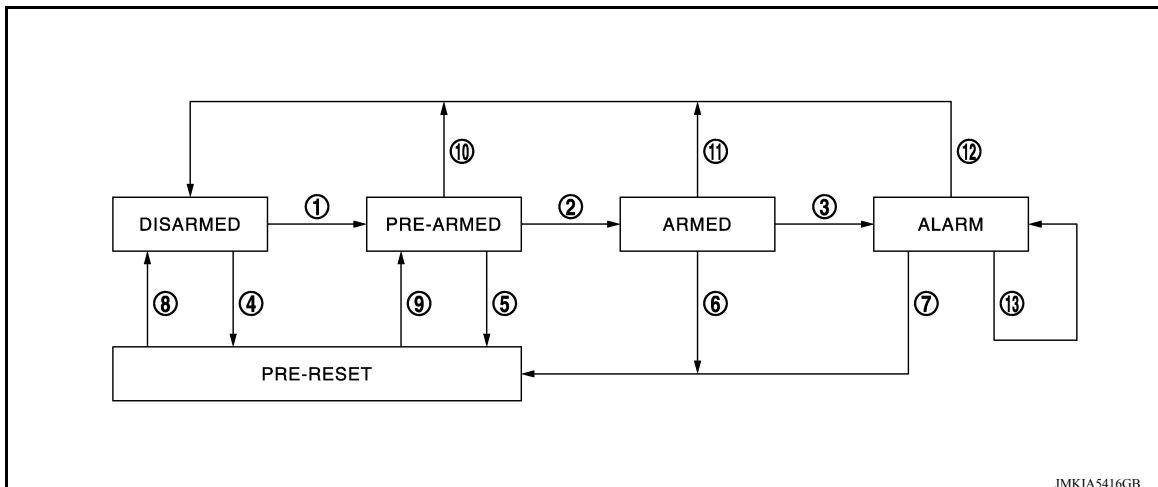 ⑩ ⑪ ⑫
① ② ③
DISARMED PRE-ARMED ARMED ALARM
⑧ ④ ⑨ ⑤ ⑥ ⑦ ⑬
PRE-RESET
JMKIA5416GB